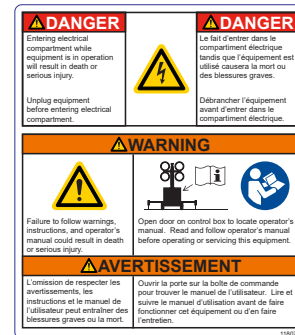 DANGER
Entering electrical
compartment while
equipment is in operation
will result in death or
serious injury.
Unplug equipment
before entering electrical
compartment.
DANGER
Le fait d'entrer dans le
compartiment électrique
tandis que l'équipement est
utilisé causera la mort ou
des blessures graves.
Débrancher l'équipement
avant d'entrer dans le
compartiment électrique.
WARNING
Failure to follow warnings,
instructions, and operator's
manual could result in death
or serious injury.
Open door on control box to locate operator's
manual. Read and follow operator's manual
before operating or servicing this equipment.
AVERTISSEMENT
L'omission de respecter les
avertissements, les
instructions et le manuel de
l'utilisateur peut entraîner des
blessures graves ou la mort.
Ouvrir la porte sur la boîte de commande
pour trouver le manuel de l'utilisateur. Lire et
suivre le manuel d'utilisation avant de faire
fonctionner cet équipement ou d'en faire
l'entretien.